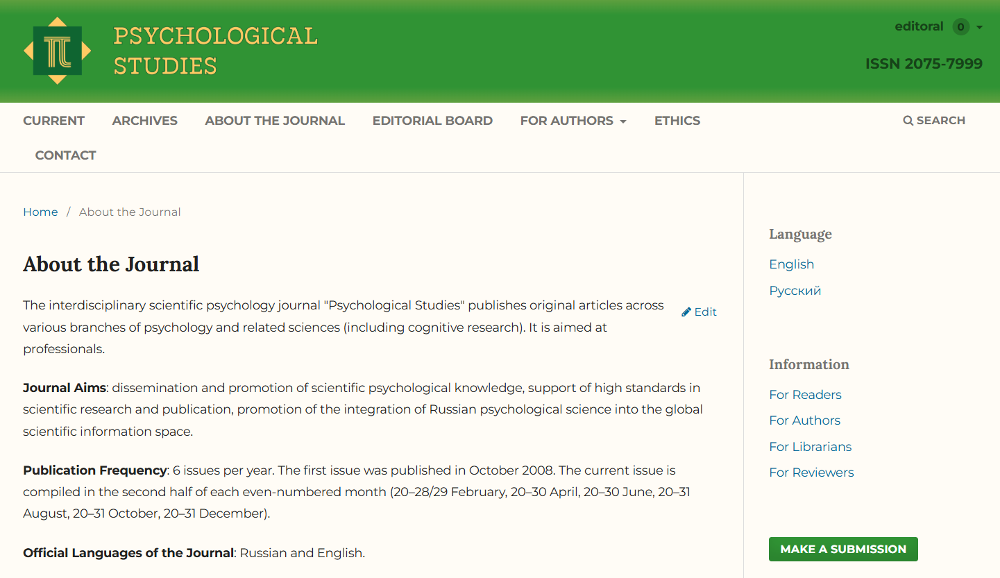 PSYCHOLOGICAL
STUDIES
editoral 0
ISSN 2075-7999
CURRENT ARCHIVES ABOUT THE JOURNAL EDITORIAL BOARD FOR AUTHORS ETHICS SEARCH
CONTACT
Home / About the Journal
About the Journal
The interdisciplinary scientific psychology journal "Psychological Studies" publishes original articles across
various branches of psychology and related sciences (including cognitive research). It is aimed at
professionals.
Edit
Journal Aims: dissemination and promotion of scientific psychological knowledge, support of high standards in
scientific research and publication, promotion of the integration of Russian psychological science into the global
scientific information space.
Publication Frequency: 6 issues per year. The first issue was published in October 2008. The current issue is
compiled in the second half of each even-numbered month (20–28/29 February, 20–30 April, 20–30 June, 20–31
August, 20–31 October, 20–31 December).
Official Languages of the Journal: Russian and English.
Language
English
Русский
Information
For Readers
For Authors
For Librarians
For Reviewers
MAKE A SUBMISSION